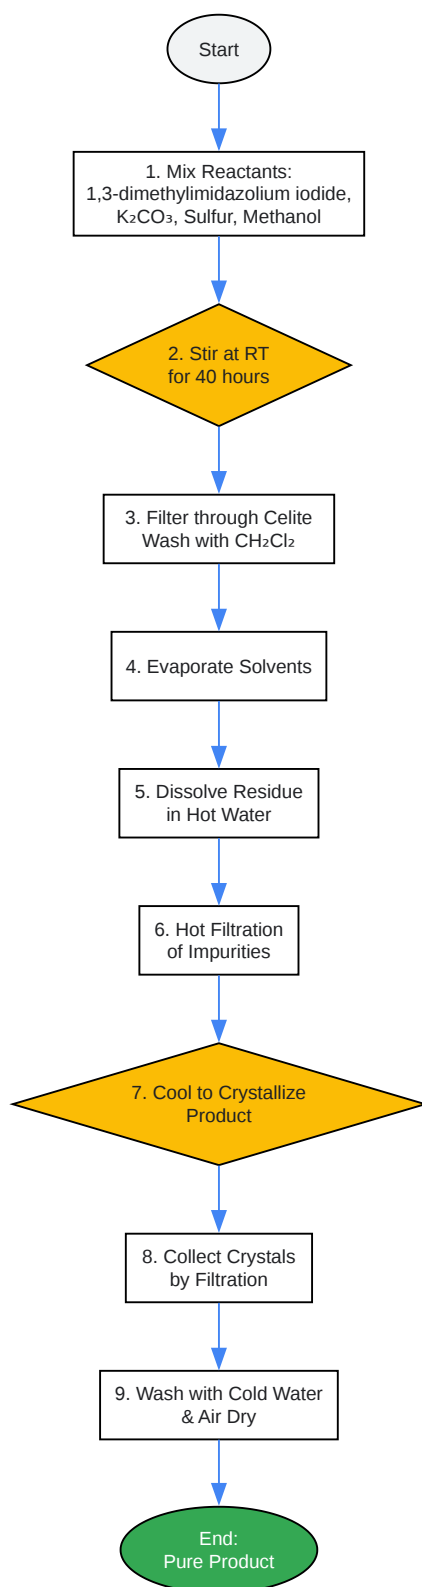 Start
1. Mix Reactants:
1,3-dimethylimidazolium iodide,
K₂CO₃, Sulfur, Methanol
2. Stir at RT
for 40 hours
3. Filter through Celite
Wash with CH₂Cl₂
4. Evaporate Solvents
5. Dissolve Residue
in Hot Water
6. Hot Filtration
of Impurities
7. Cool to Crystallize
Product
8. Collect Crystals
by Filtration
9. Wash with Cold Water
& Air Dry
End:
Pure Product